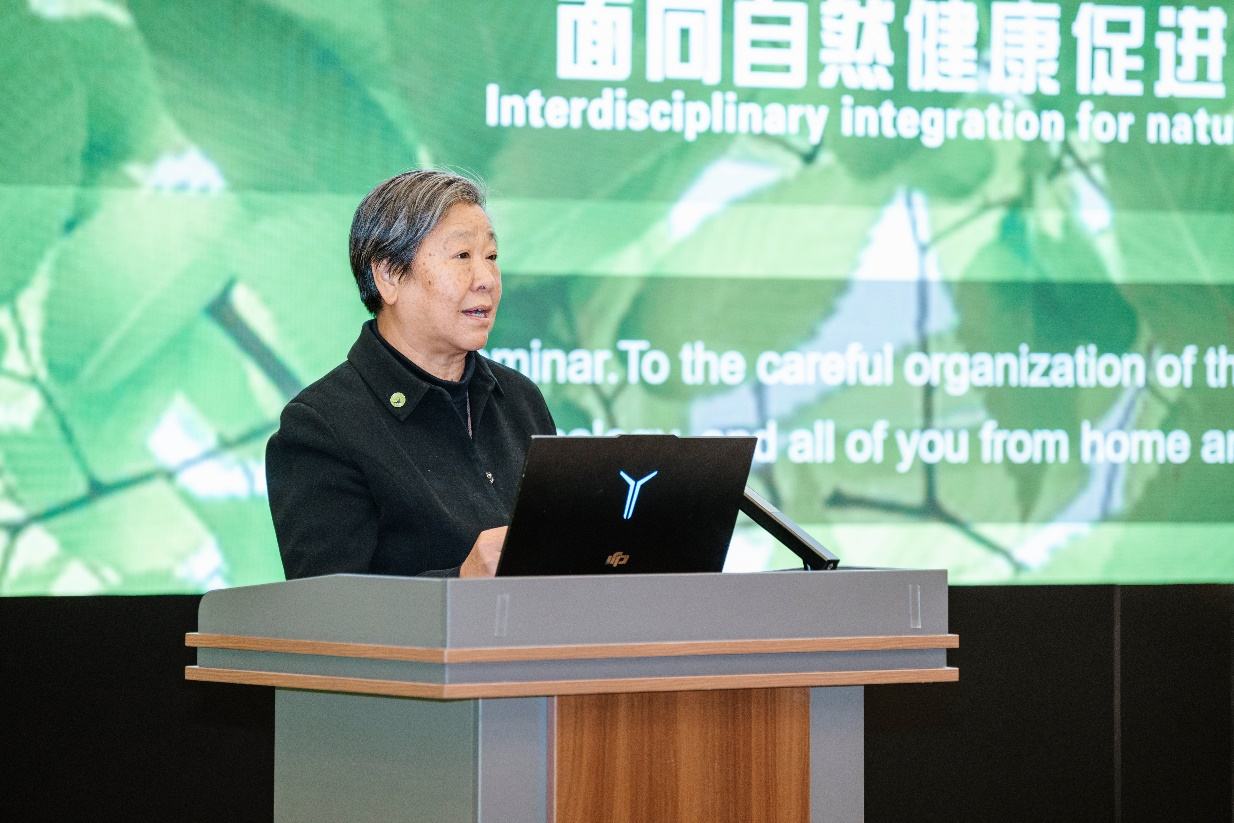 面向自然健康促进
Interdisciplinary integration for natu
minar.To the careful organization of th
and all of you from home an